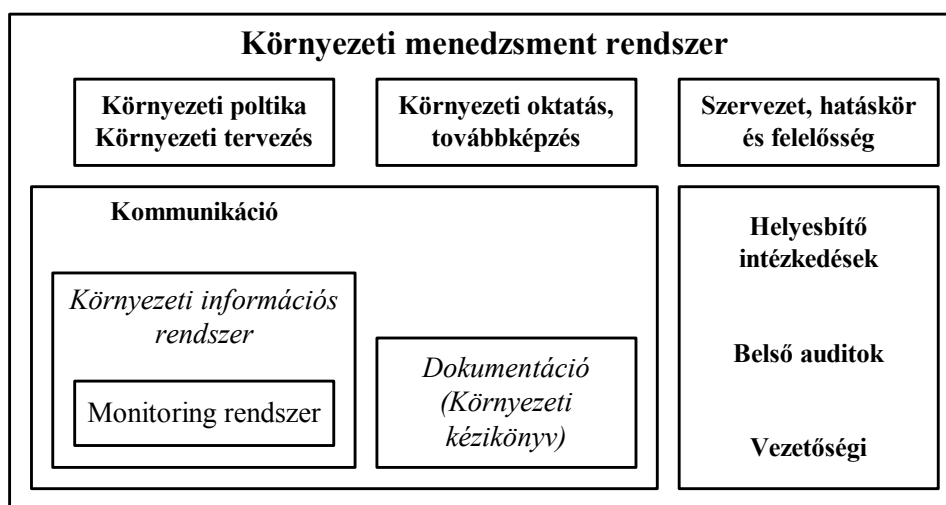 Környezeti menedzsment rendszer
Környezeti poltika
Környezeti tervezés
Környezeti oktatás,
továbbképzés
Szervezet, hatáskör
és felelősség
Kommunikáció
Környezeti információs
rendszer
Monitoring rendszer
Dokumentáció
(Környezeti
kézikönyv)
Helyesbítő
intézkedések
Belső auditok
Vezetőségi